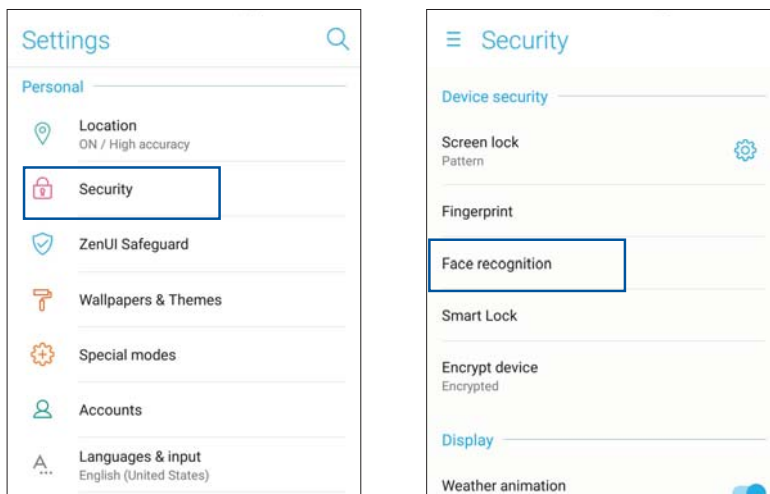 Settings
Personal
Location
ON / High accuracy
Security
ZenUI Safeguard
Wallpapers & Themes
Special modes
Accounts
Languages & input
English (United States)
Security
Device security
Screen lock
Pattern
Fingerprint
Face recognition
Smart Lock
Encrypt device
Encrypted
Display
Weather animation